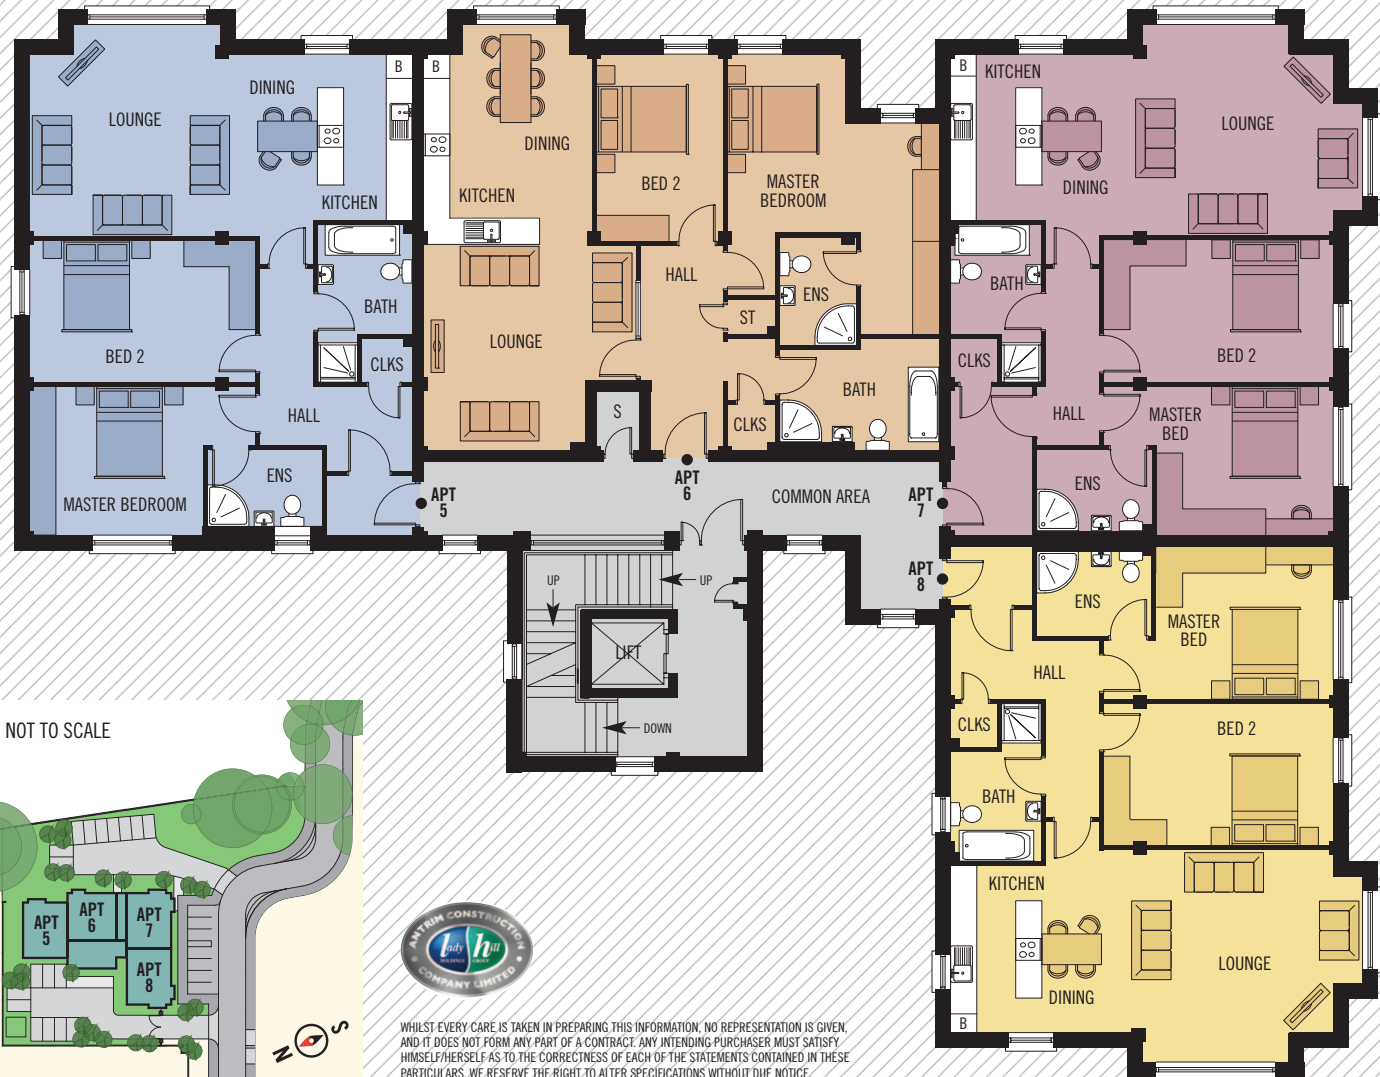 B
B
B
KITCHEN
DINING
LOUNGE
LOUNGE
DINING
BED 2
MASTER
BEDROOM
DINING
KITCHEN
KITCHEN
HALL
BATH
ENS
BATH
ST
LOUNGE
BED 2
CLKS
CLKS
BED 2
BATH
HALL
S
CLKS
HALL
MASTER
BED
ENS
MASTER BEDROOM
APT
5
APT
6
COMMON AREA
APT
7
ENS
UP
UP
APT
8
ENS
MASTER
BED
LIFT
HALL
DOWN
CLKS
BED 2
BATH
KITCHEN
LOUNGE
DINING
B
NOT TO SCALE
APT
5
APT
6
APT
7
APT
8
N
S
ANTRIM CONSTRUCTION
lady hill
HOLDINGS GROUP
COMPANY LIMITED
WHILST EVERY CARE IS TAKEN IN PREPARING THIS INFORMATION, NO REPRESENTATION IS GIVEN,
AND IT DOES NOT FORM ANY PART OF A CONTRACT. ANY INTENDING PURCHASER MUST SATISFY
HIMSELF/HERSELF AS TO THE CORRECTNESS OF EACH OF THE STATEMENTS CONTAINED IN THESE
PARTICULARS. WE RESERVE THE RIGHT TO ALTER SPECIFICATIONS WITHOUT DUE NOTICE.